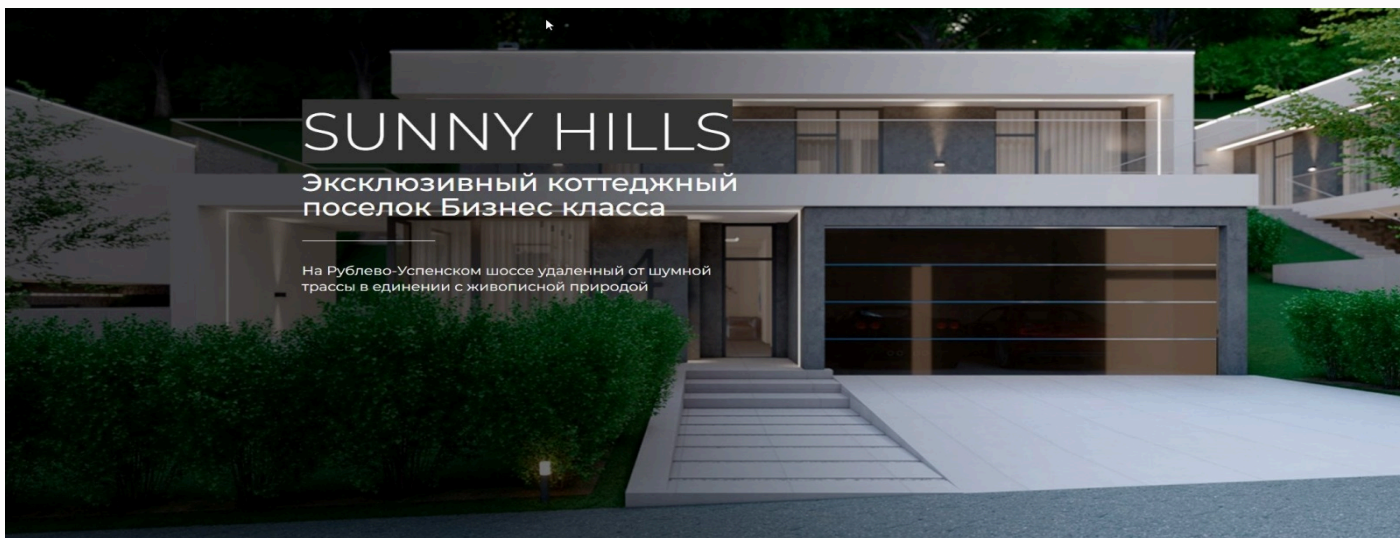 SUNNY HILLS
Эксклюзивный коттеджный
поселок Бизнес класса
На Рублево-Успенском шоссе удаленный от шумной
трассы в единении с живописной природой